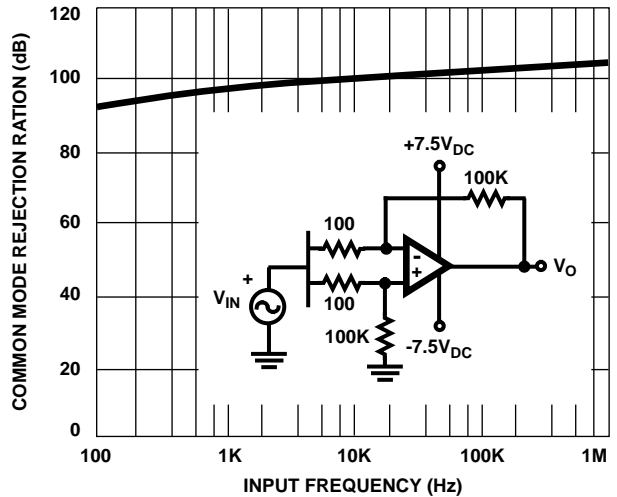 120
100
80
60
40
20
0
COMMON MODE REJECTION RATION (dB)
+7.5VDC
100K
100
-
+
+
VIN
100
100K
VO
-7.5VDC
100
1K
10K
100K
1M
INPUT FREQUENCY (Hz)